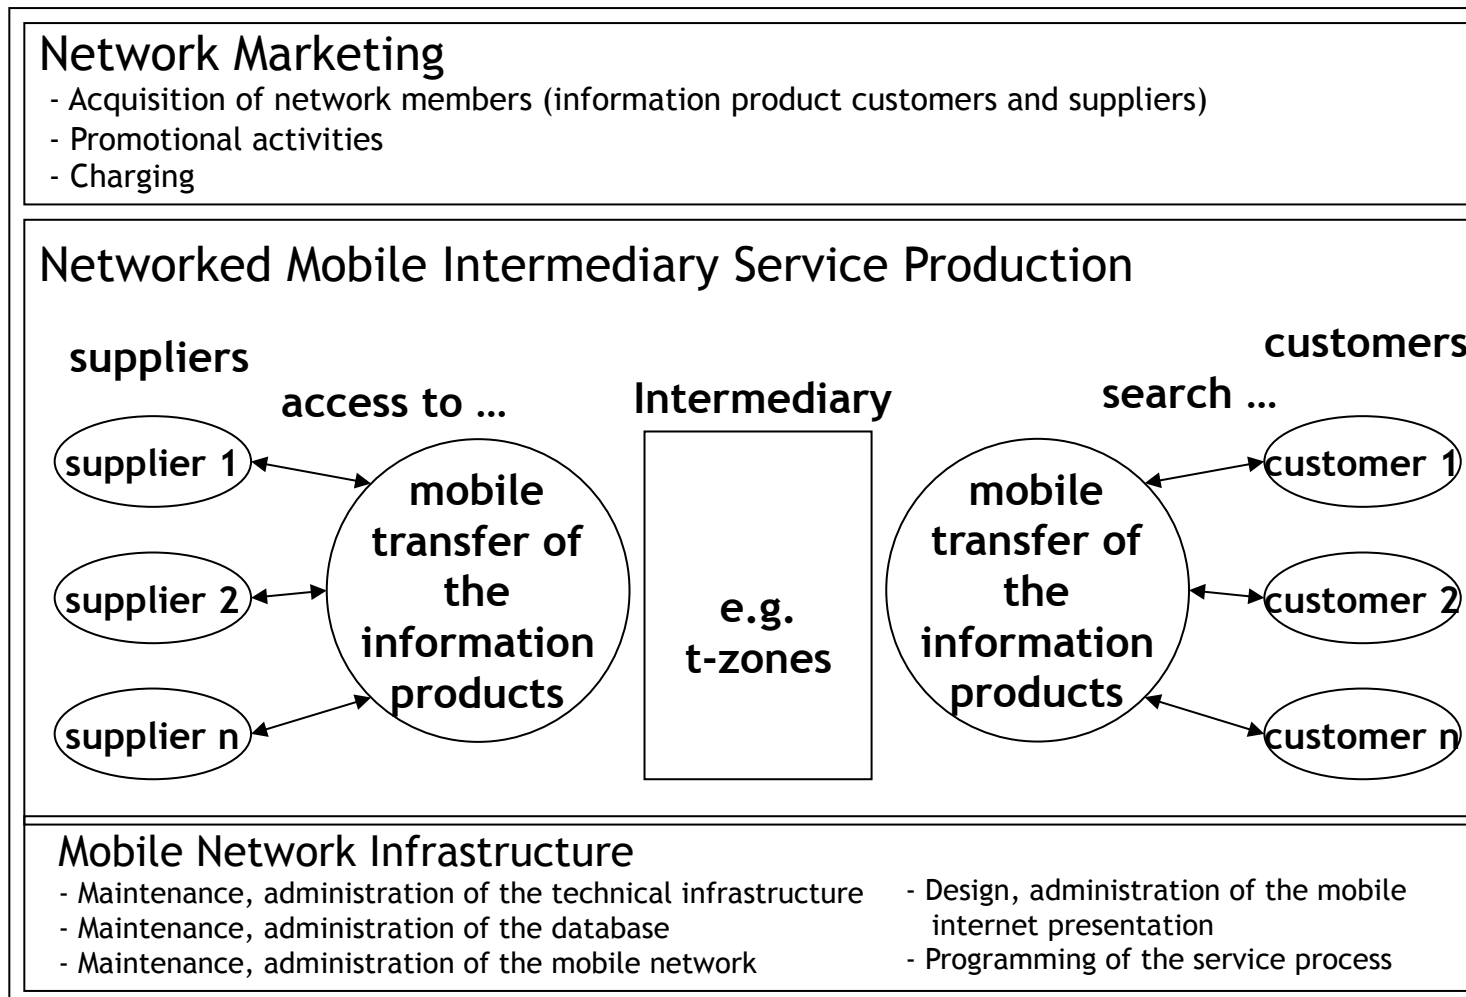 Network Marketing
- Acquisition of network members (information product customers and suppliers)
- Promotional activities
- Charging
Networked Mobile Intermediary Service Production
suppliers
access to …
supplier 1
supplier 2
supplier n
mobile
transfer of
the
information
products
Intermediary
e.g.
t-zones
customers
search …
mobile
transfer of
the
information
products
customer 1
customer 2
customer n
Mobile Network Infrastructure
- Maintenance, administration of the technical infrastructure
- Maintenance, administration of the database
- Maintenance, administration of the mobile network
- Design, administration of the mobile
internet presentation
- Programming of the service process